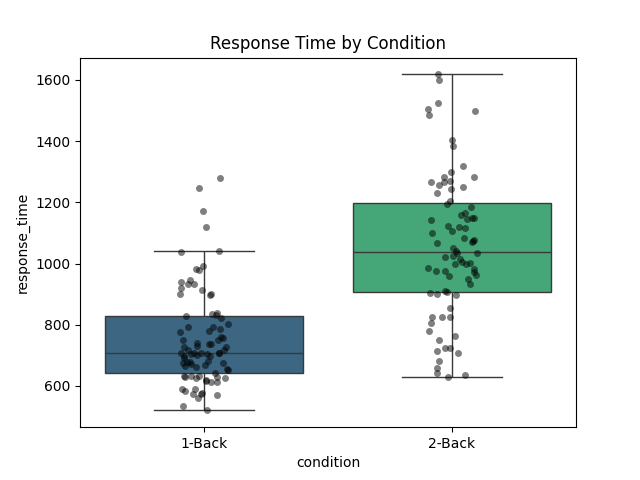 Response Time by Condition
1600
1400
1200
1000
800
600
response_time
1-Back
2-Back
condition